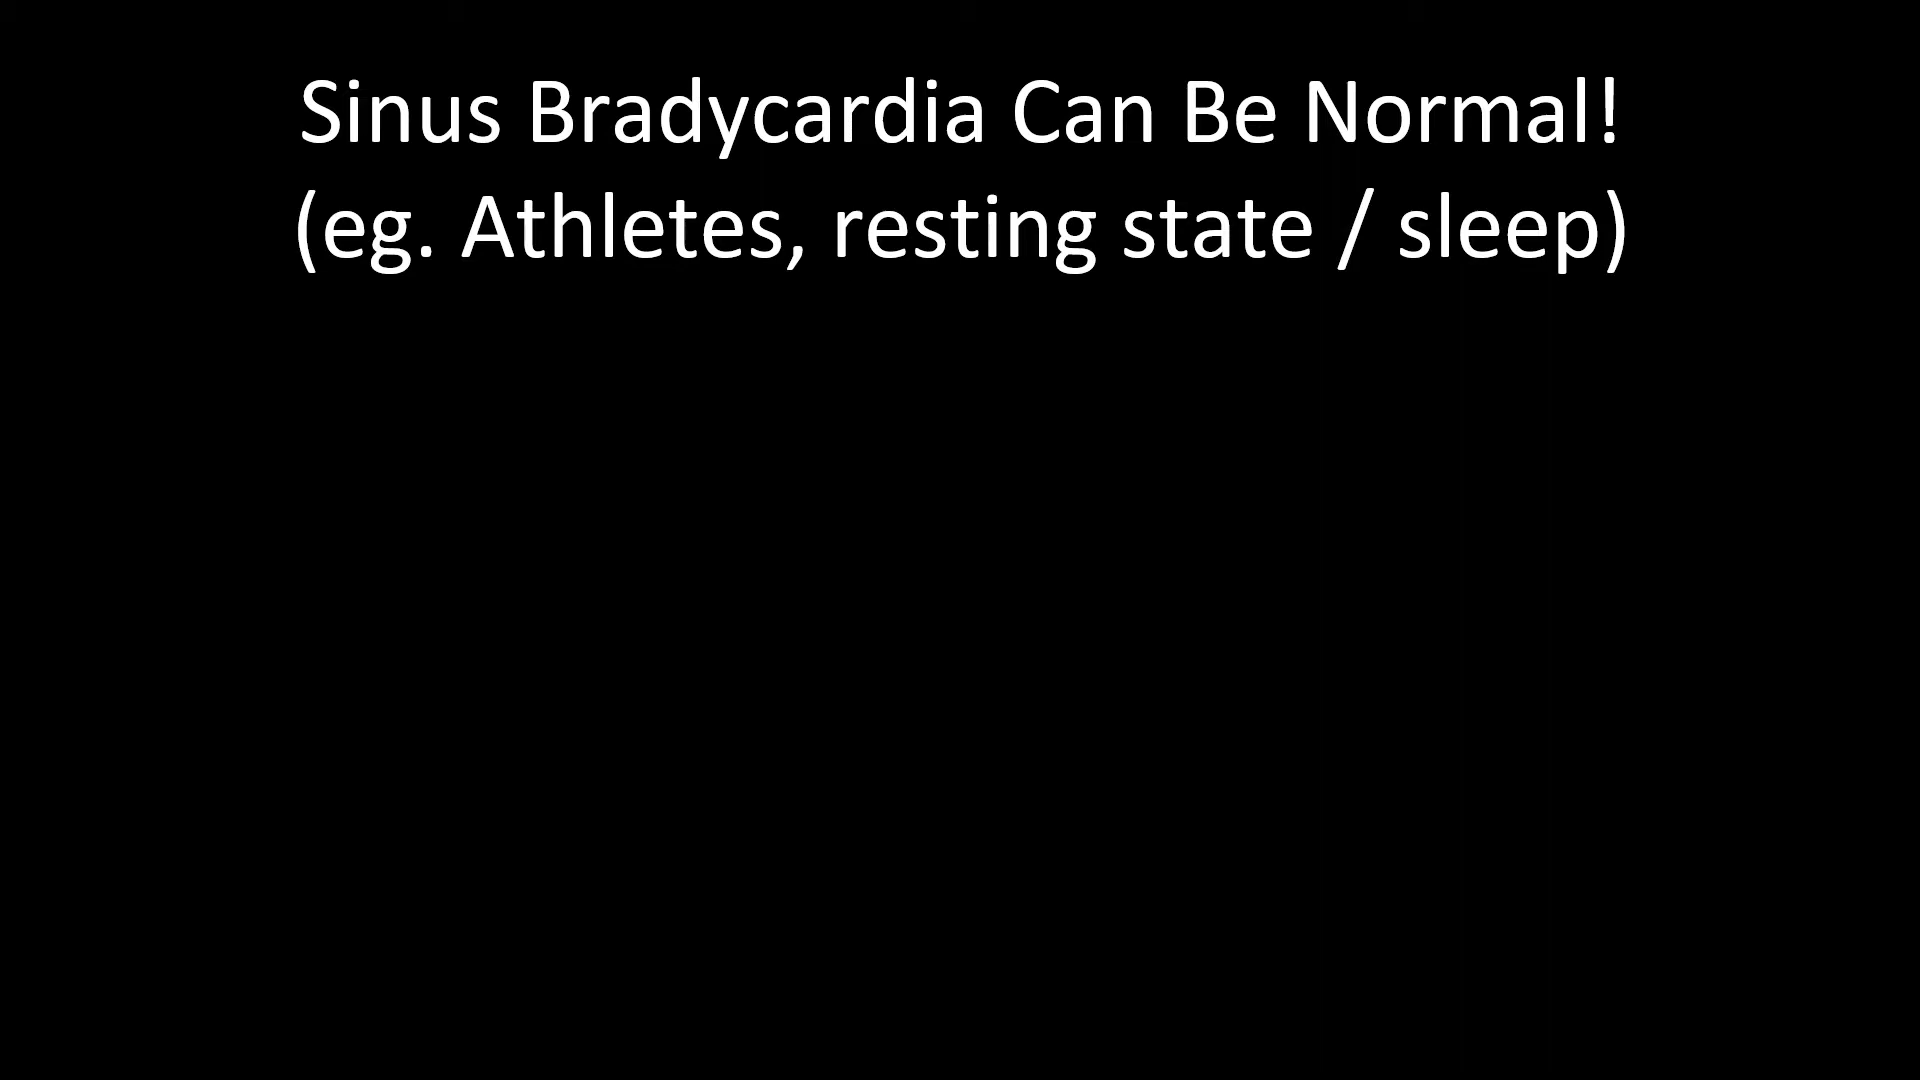 Sinus Bradycardia Can Be Normal!
(eg. Athletes, resting state / sleep)